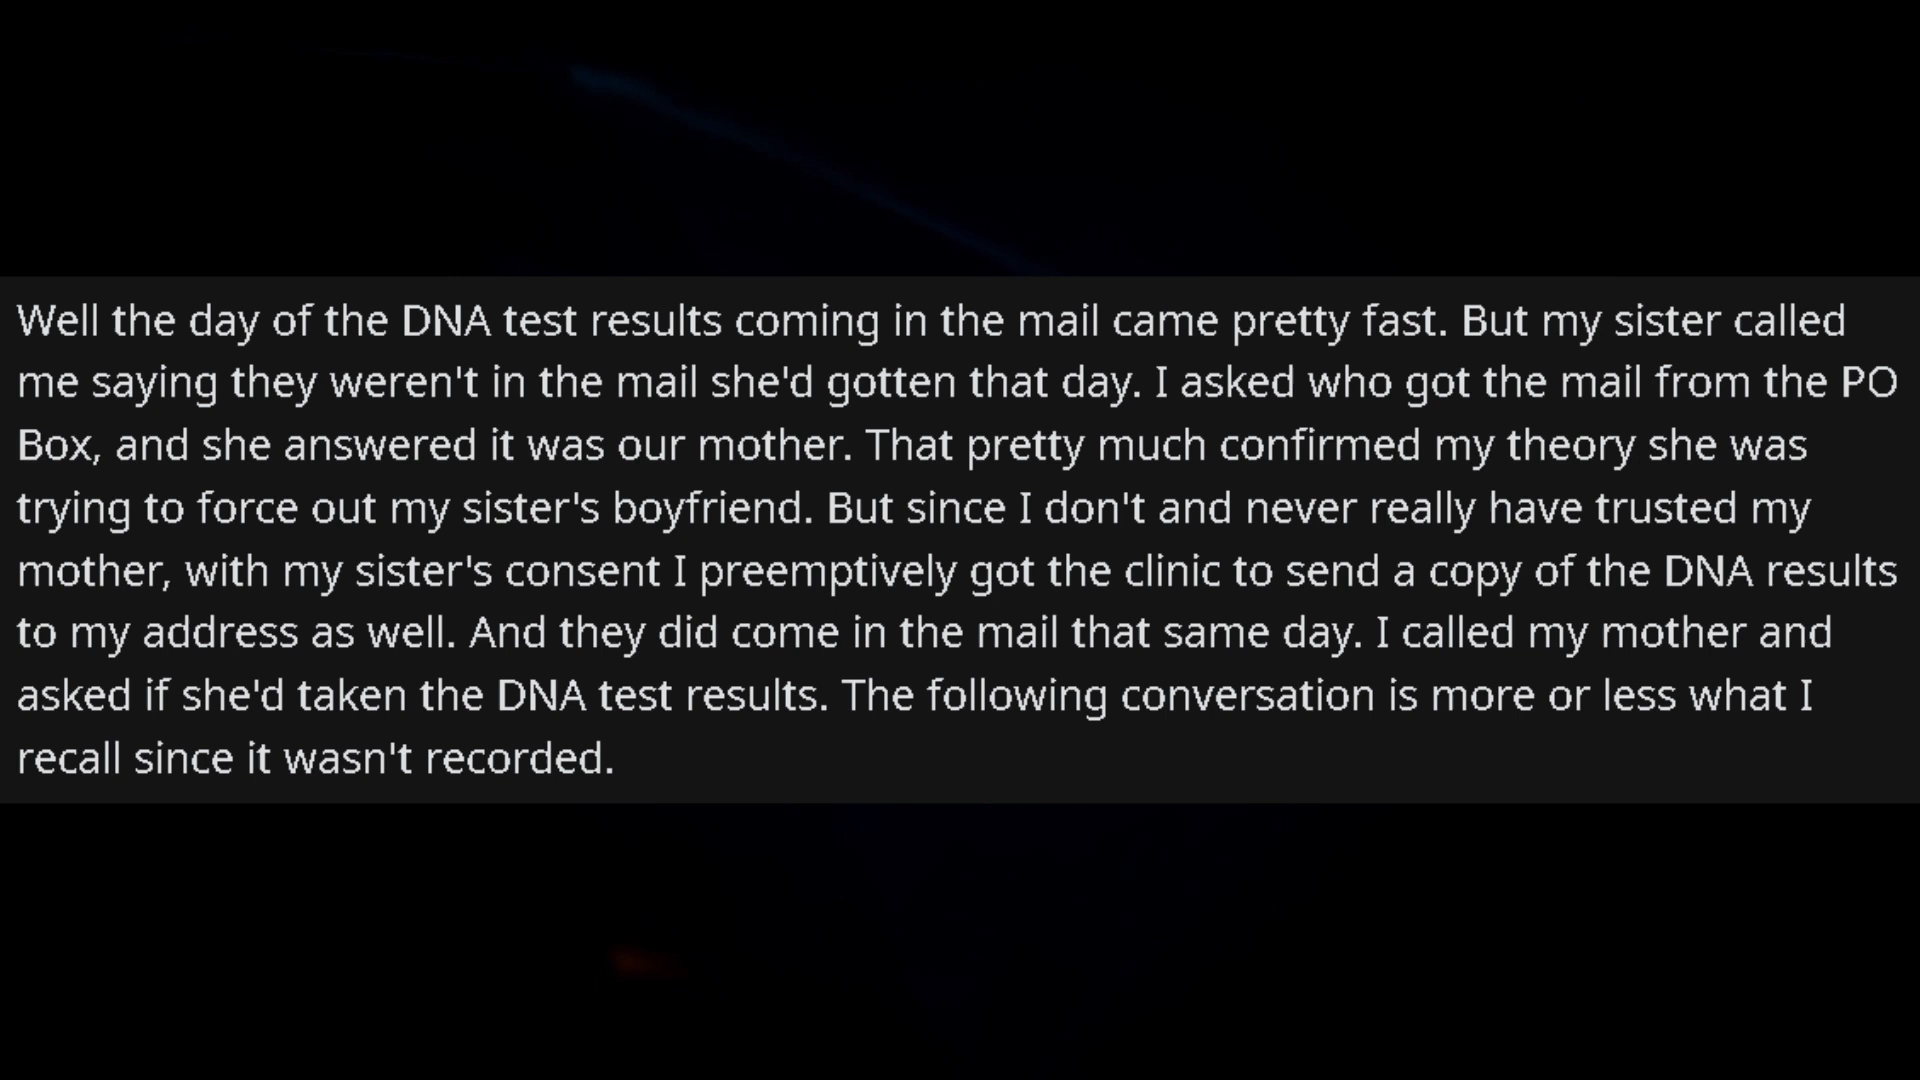 Well the day of the DNA test results coming in the mail came pretty fast. But my sister called
me saying they weren't in the mail she'd gotten that day. I asked who got the mail from the PO
Box, and she answered it was our mother. That pretty much confirmed my theory she was
trying to force out my sister's boyfriend. But since I don't and never really have trusted my
mother, with my sister's consent I preemptively got the clinic to send a copy of the DNA results
to my address as well. And they did come in the mail that same day. I called my mother and
asked if she'd taken the DNA test results. The following conversation is more or less what I
recall since it wasn't recorded.